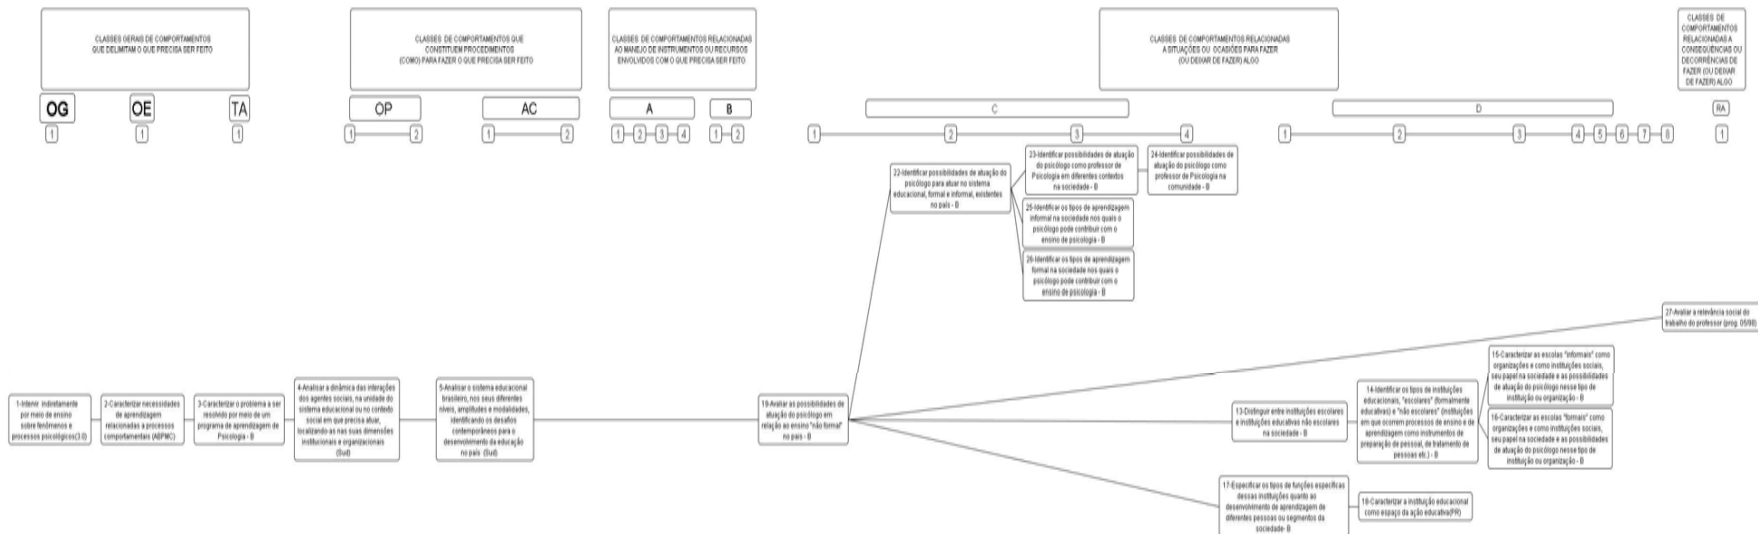 CLASSES GERAIS DE COMPORTAMENTOS
QUE DELIMITAM O QUE PRECISA SER FEITO
CLASSES DE COMPORTAMENTOS QUE
CONSTITUEM PROCEDIMENTOS
(COMO) PARA FAZER O QUE PRECISA SER FEITO
CLASSES DE COMPORTAMENTOS RELACIONADAS
AO MANEJO DE INSTRUMENTOS OU RECURSOS
ENVOLVIDOS COM O QUE PRECISA SER FEITO
CLASSES DE COMPORTAMENTOS RELACIONADAS
A SITUAÇÕES OU OCASIÕES PARA FAZER
(OU DEIXAR DE FAZER) ALGO
CLASSES DE
COMPORTAMENTOS
RELACIONADAS A
CONSEQUÊNCIAS OU
DECORRÊNCIAS DE
FAZER (OU DEIXAR
DE FAZER) ALGO
OG
OE
TA
OP
AC
A
B
C
D
RA
1
1
1
1 2
1 2
1 2 3 4
1 2
1 2 3 4
1 2 3 4 5 6 7 8
1
22-Identificar possibilidades de atuação do
psicólogo para atuar no sistema
educacional, formal e informal, existentes
no país - B
23-Identificar possibilidades de atuação
do psicólogo como professor de
Psicologia em diferentes contextos
na sociedade - B
24-Identificar possibilidades de
atuação do psicólogo como
professor de Psicologia na
comunidade - B
25-Identificar os tipos de aprendizagem
informal na sociedade nos quais o
psicólogo pode contribuir com o
ensino de psicologia - B
26-Identificar os tipos de aprendizagem
formal na sociedade nos quais o
psicólogo pode contribuir com o
ensino de psicologia - B
27-Avaliar a relevância social do
trabalho do professor (prog. 05/98)
1-Intervir indiretamente
por meio de ensino
sobre fenômenos e
processos psicológicos(3.0)
2-Caracterizar necessidades
de aprendizagem
relacionadas a processos
comportamentais (ABPMC)
3-Caracterizar o problema a ser
resolvido por meio de um
programa de aprendizagem de
Psicologia - B
4-Analisar a dinâmica das interações
dos agentes sociais, na unidade do
sistema educacional ou no contexto
social em que precisa atuar,
localizando-as nas suas dimensões
institucionais e organizacionais
(Sud)
5-Analisar o sistema educacional
brasileiro, nos seus diferentes
níveis, amplitudes e modalidades,
identificando os desafios
contemporâneos para o
desenvolvimento da educação
no país (Sud)
19-Avaliar as possibilidades de
atuação do psicólogo em
relação ao ensino "não formal"
no país - B
13-Distinguir entre instituições escolares
e instituições educativas não escolares
na sociedade - B
14-Identificar os tipos de instituições
educacionais, "escolares" (formalmente
educativas) e "não escolares" (instituições
em que ocorrem processos de ensino e de
aprendizagem como instrumentos de
preparação de pessoal, de tratamento de
pessoas etc.) - B
15-Caracterizar as escolas "informais" como
organizações e como instituições sociais,
seu papel na sociedade e as possibilidades
de atuação do psicólogo nesse tipo de
instituição ou organização - B
16-Caracterizar as escolas "formais" como
organizações e como instituições sociais,
seu papel na sociedade e as possibilidades
de atuação do psicólogo nesse tipo de
instituição ou organização - B
17-Especificar os tipos de funções específicas
dessas instituições quanto ao
desenvolvimento de aprendizagem de
diferentes pessoas ou segmentos da
sociedade- B
18-Caracterizar a instituição educacional
como espaço da ação educativa(PR)